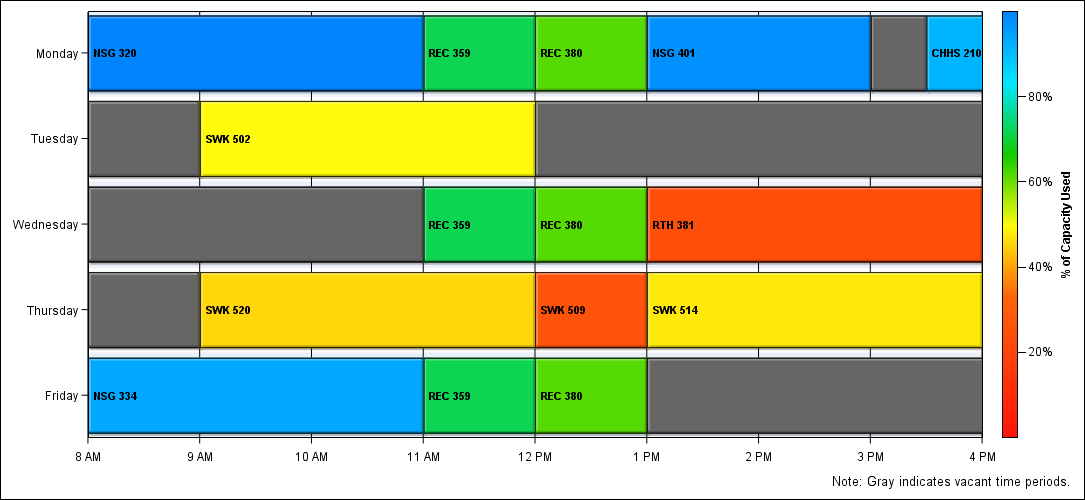 Monday
NSG 320
REC 359
REC 380
NSG 401
CHHS 210
Tuesday
SWK 502
Wednesday
REC 359
REC 380
RTH 381
Thursday
SWK 520
SWK 509
SWK 514
Friday
NSG 334
REC 359
REC 380
8 AM 9 AM 10 AM 11 AM 12 PM 1 PM 2 PM 3 PM 4 PM
80%
60%
40%
20%
% of Capacity Used
Note: Gray indicates vacant time periods.